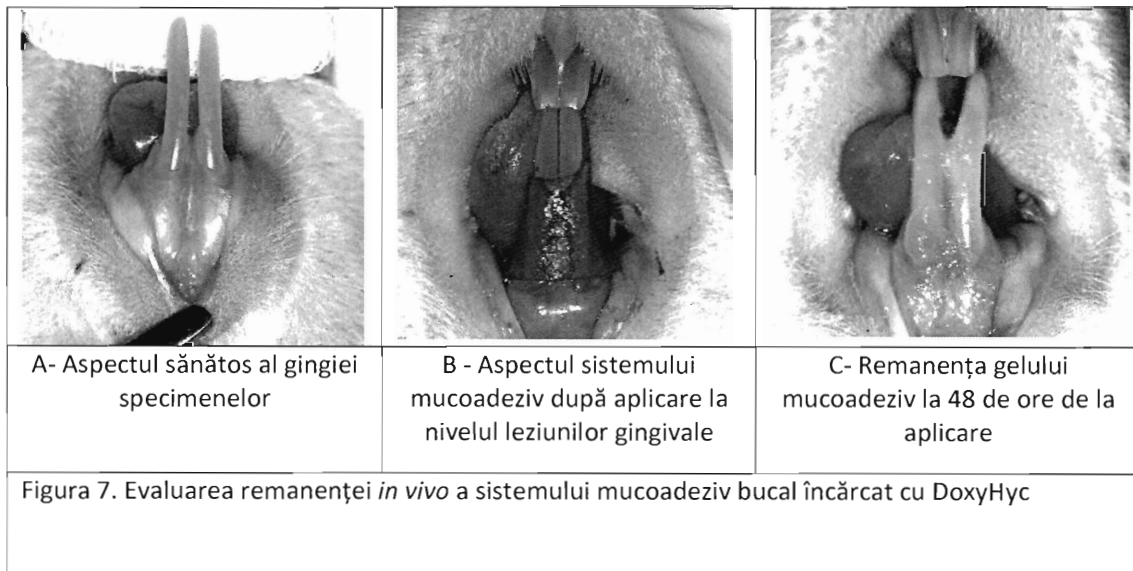 A- Aspectul sănătos al gingiei
specimenelor
B - Aspectul sistemului
mucoadeziv după aplicare la
nivelul leziunilor gingivale
C- Remanența gelului
mucoadeziv la 48 de ore de la
aplicare
Figura 7. Evaluarea remanenței in vivo a sistemului mucoadeziv bucal încărcat cu DoxyHyc